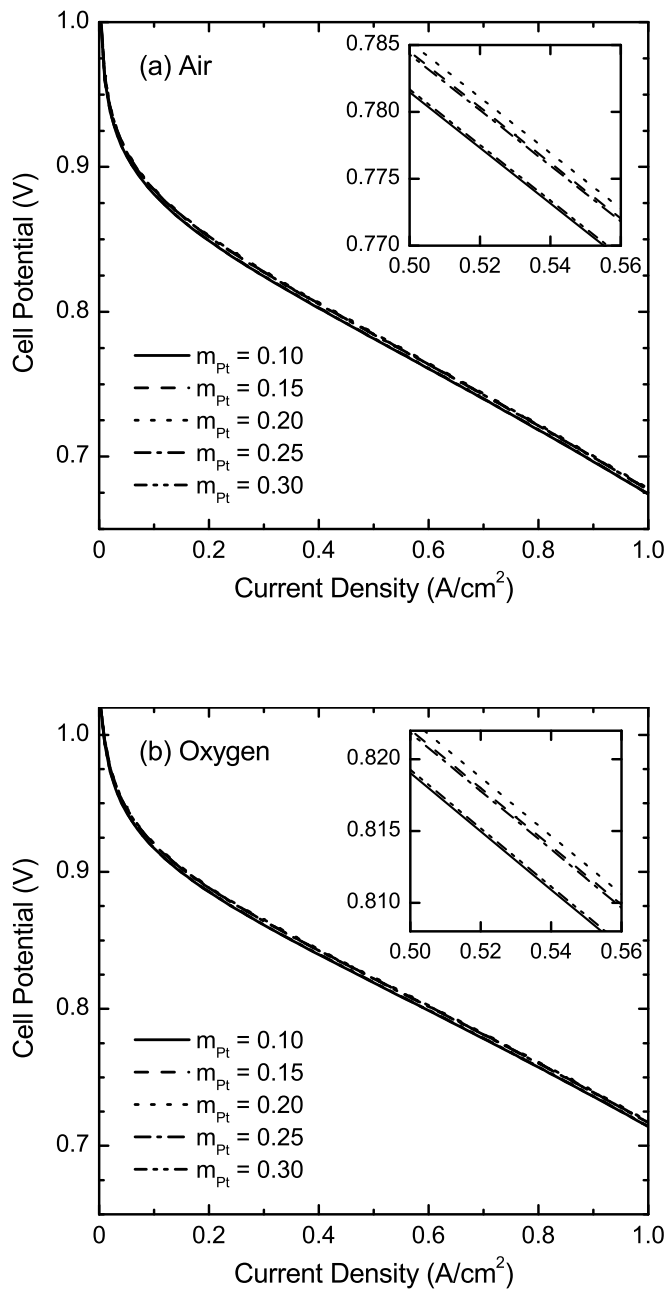 (a) Air
Cell Potential (V)
1.0
0.9
0.8
0.7
0
0.2
0.4
0.6
0.8
1.0
Current Density (A/cm²)
m_Pt = 0.10
m_Pt = 0.15
m_Pt = 0.20
m_Pt = 0.25
m_Pt = 0.30
0.785
0.780
0.775
0.770
0.50
0.52
0.54
0.56
(b) Oxygen
Cell Potential (V)
1.0
0.9
0.8
0.7
0
0.2
0.4
0.6
0.8
1.0
Current Density (A/cm²)
m_Pt = 0.10
m_Pt = 0.15
m_Pt = 0.20
m_Pt = 0.25
m_Pt = 0.30
0.820
0.815
0.810
0.50
0.52
0.54
0.56